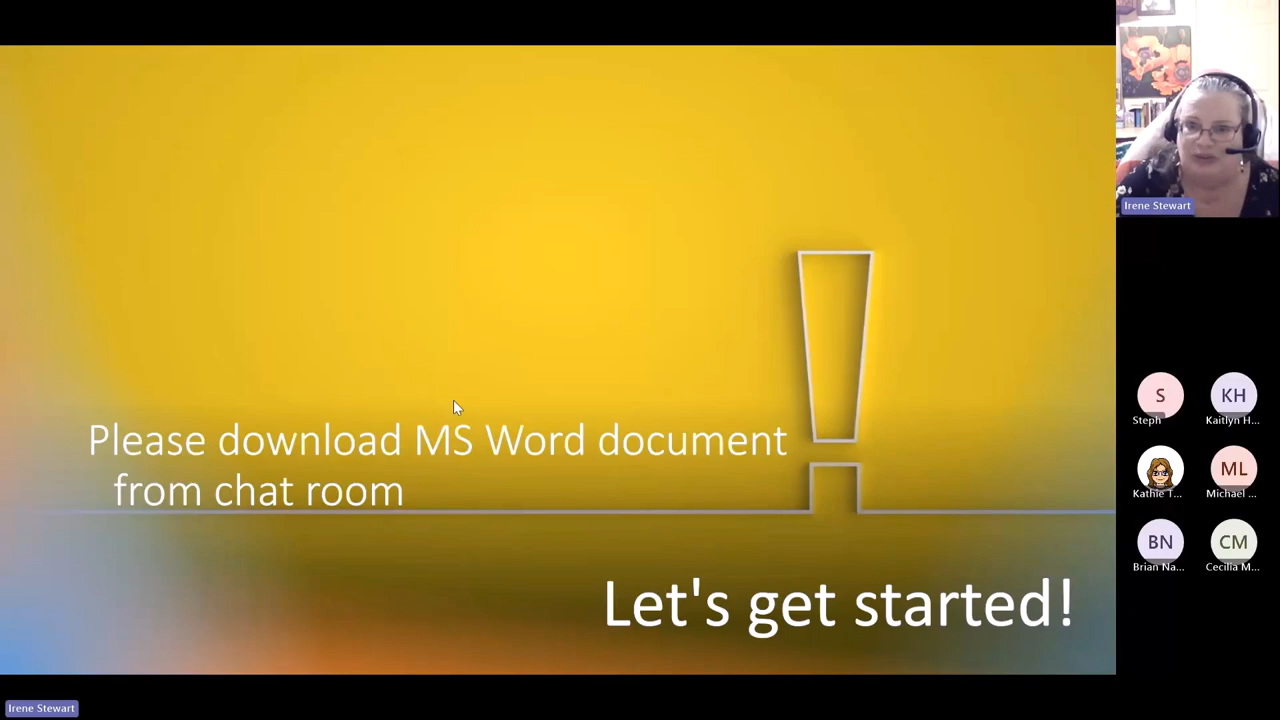 Please download MS Word document
from chat room
Let's get started!
Irene Stewart
S
Steph
KH
Kaitlyn H...
Kathie T...
ML
Michael ...
BN
Brian Na...
CM
Cecilia M...
Irene Stewart